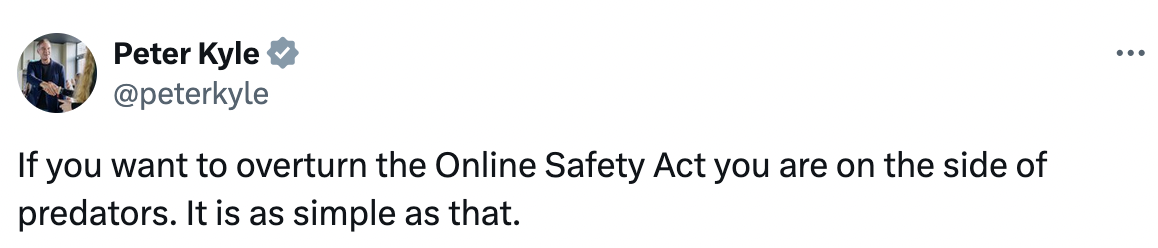 Peter Kyle
@peterkyle
If you want to overturn the Online Safety Act you are on the side of
predators. It is as simple as that.